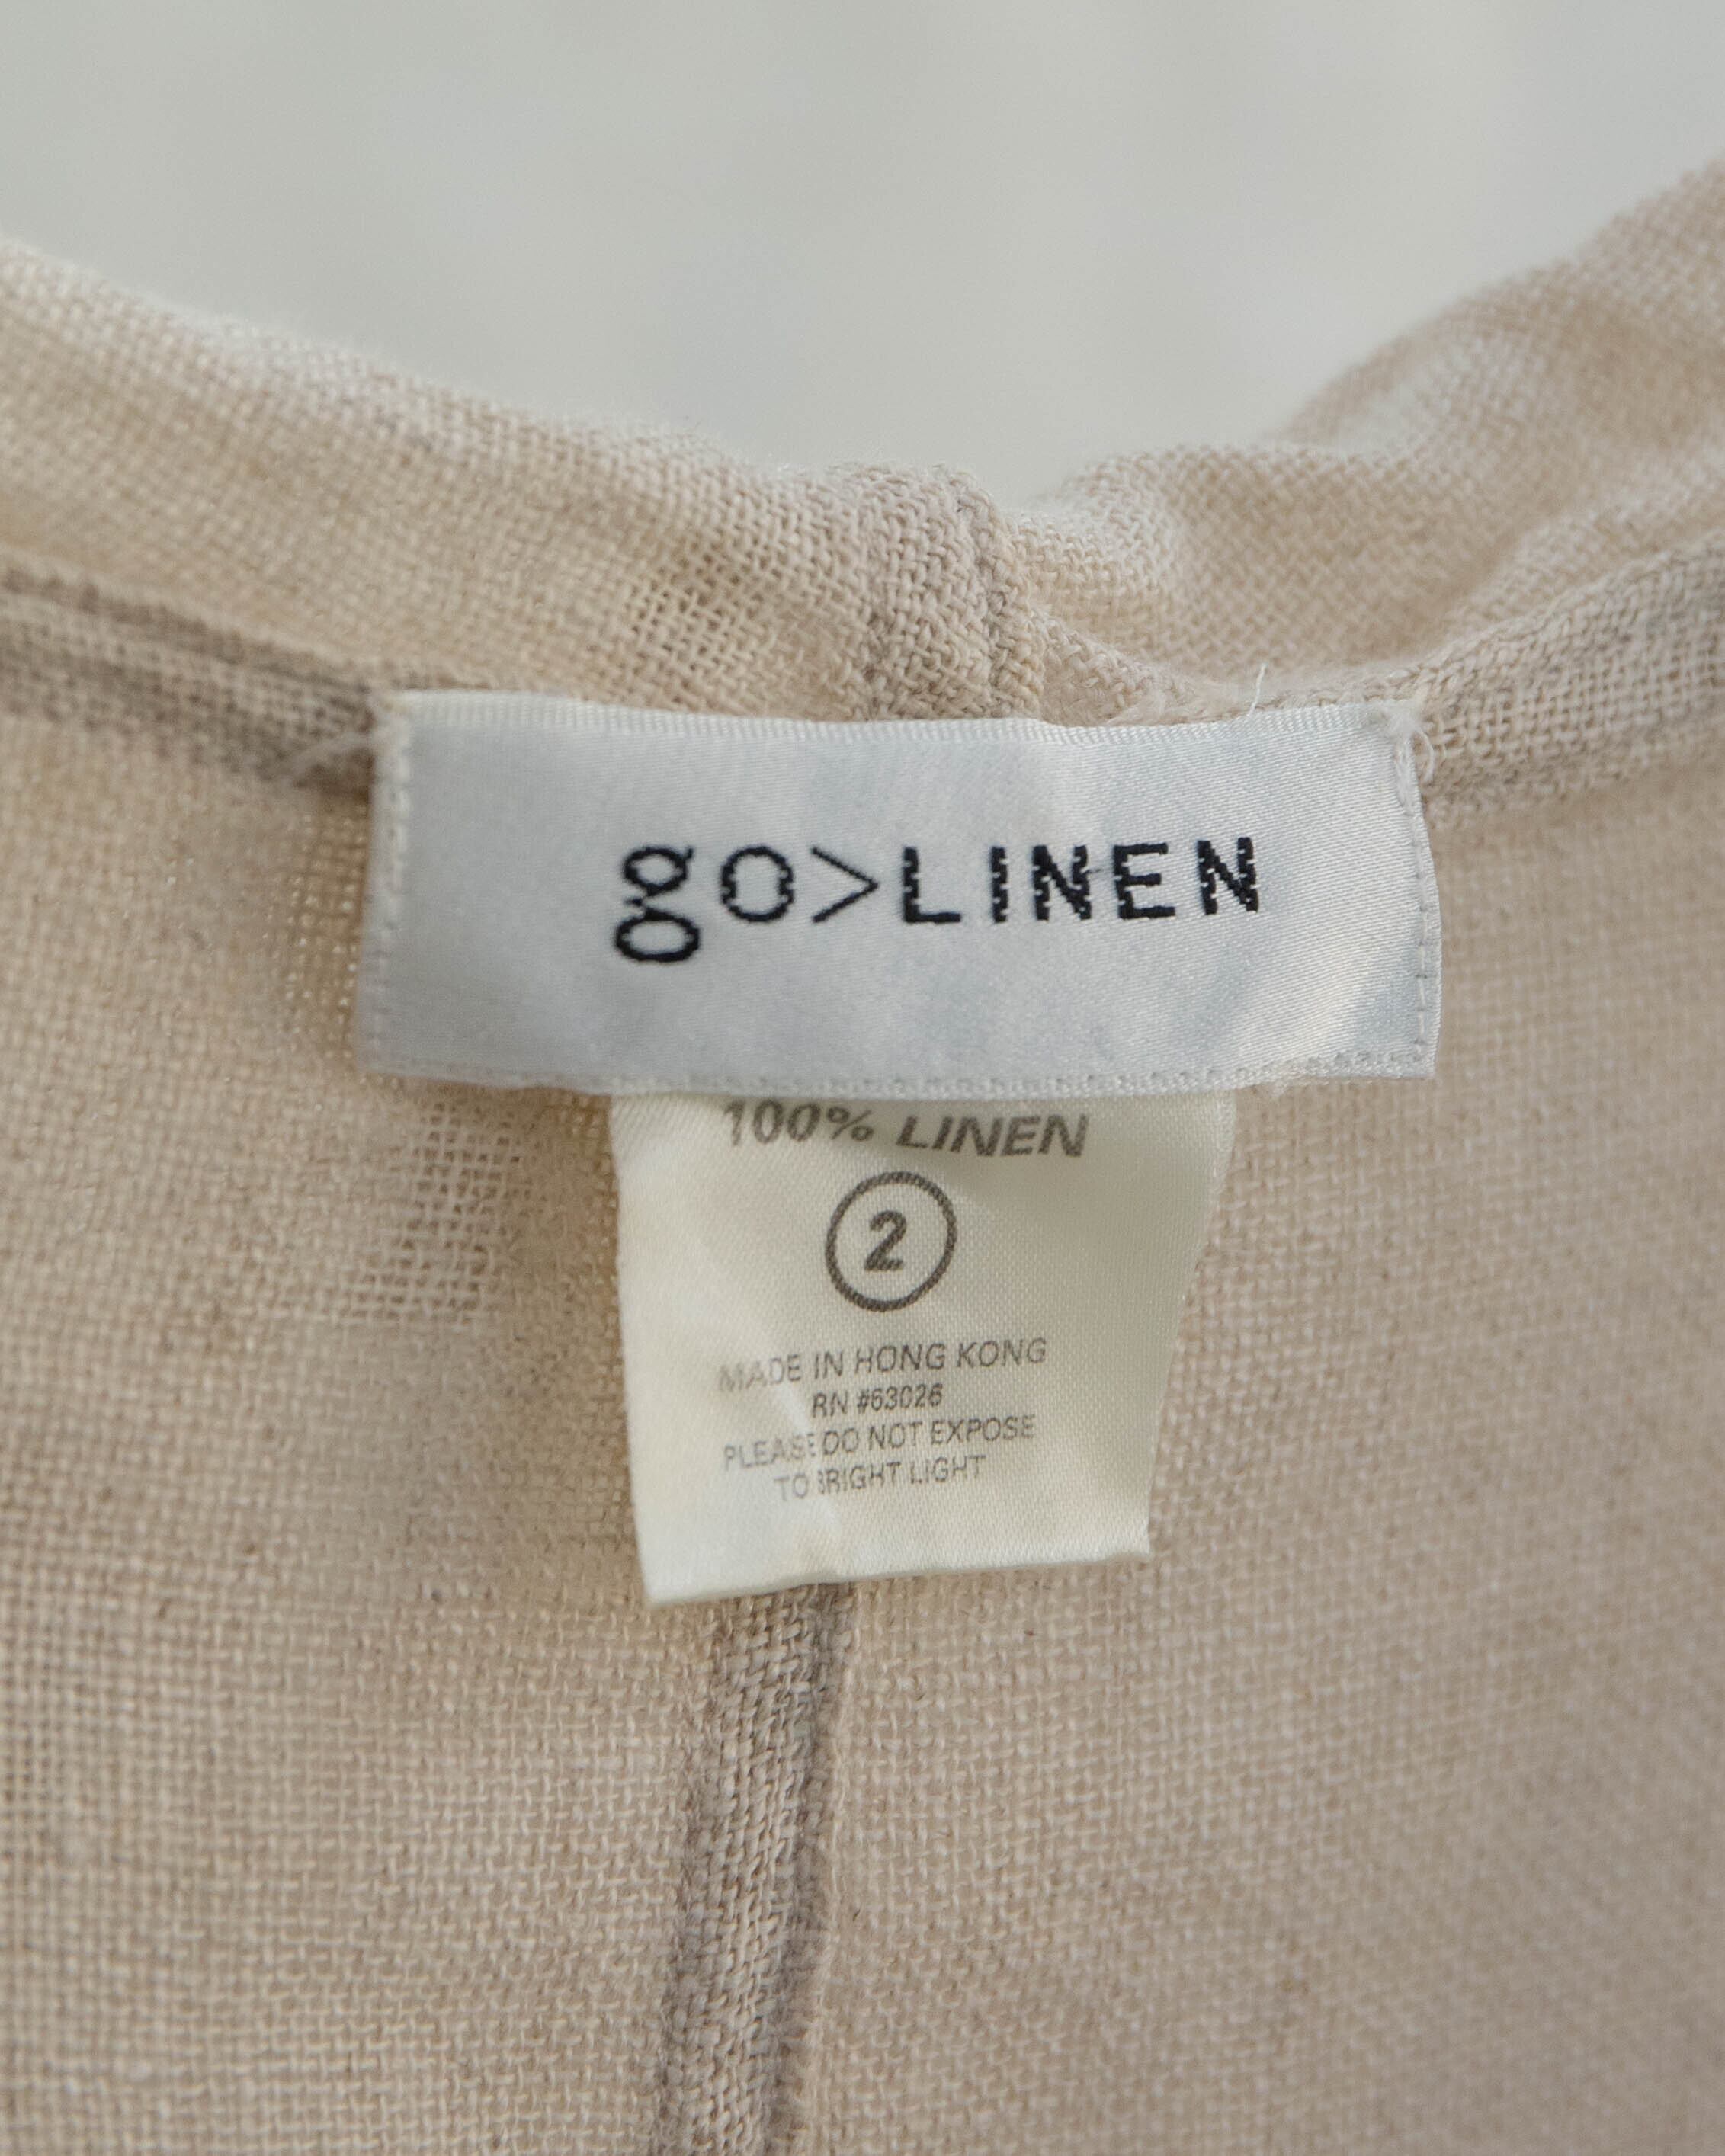 go>LINEN
100% LINEN
2
MADE IN HONG KONG
RN #63026
PLEASE DO NOT EXPOSE
TO BRIGHT LIGHT